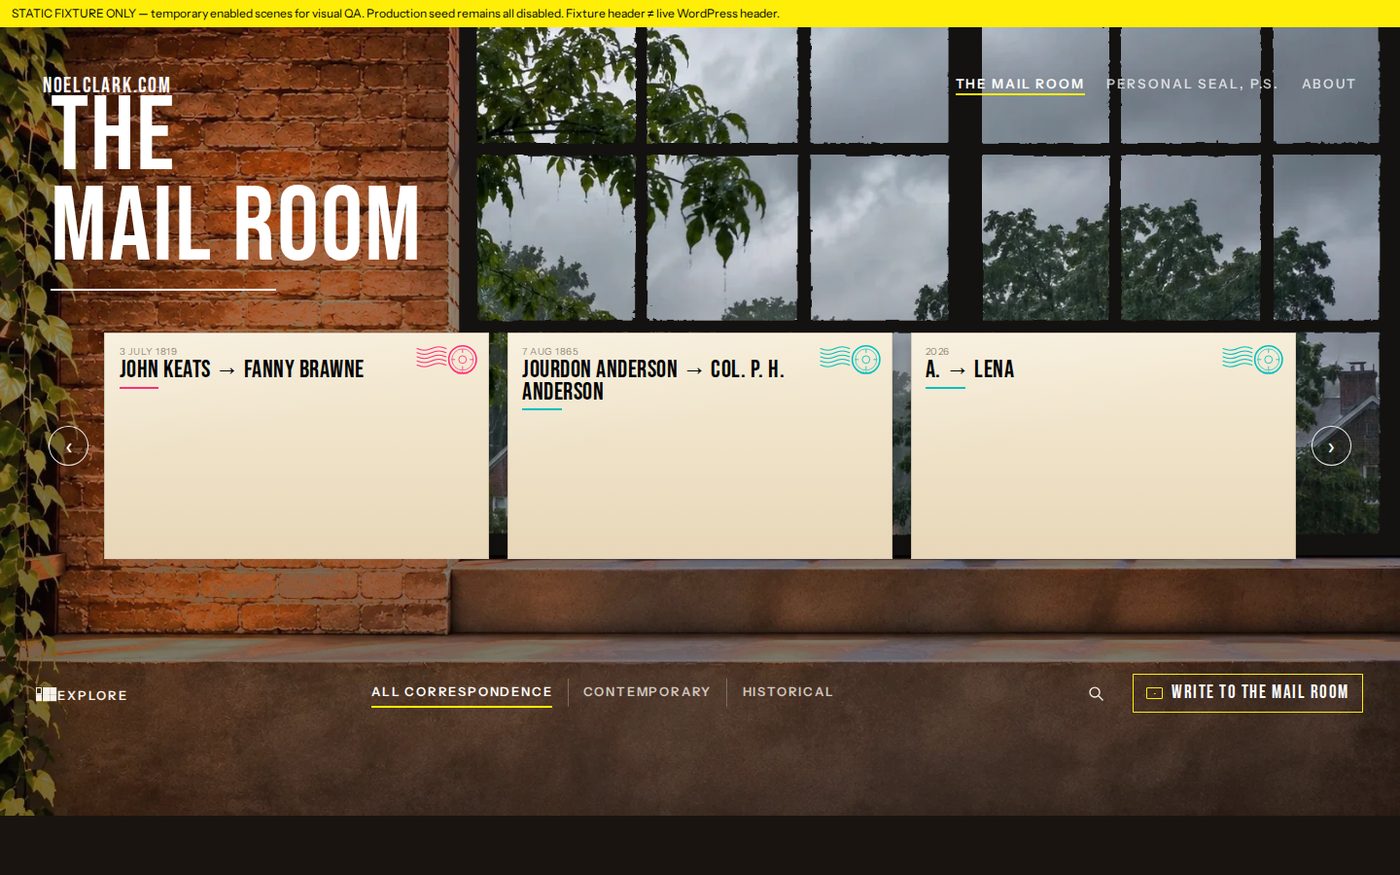 STATIC FIXTURE ONLY — temporary enabled scenes for visual QA. Production seed remains all disabled. Fixture header ≠ live WordPress header.
NOELCLARK.COM
THE MAIL ROOM
PERSONAL SEAL, P.S.
ABOUT
THE
MAIL ROOM
3 JULY 1819
JOHN KEATS → FANNY BRAWNE
7 AUG 1865
JOURDON ANDERSON → COL. P. H.
ANDERSON
2026
A. → LENA
‹
›
EXPLORE
ALL CORRESPONDENCE
CONTEMPORARY
HISTORICAL
WRITE TO THE MAIL ROOM